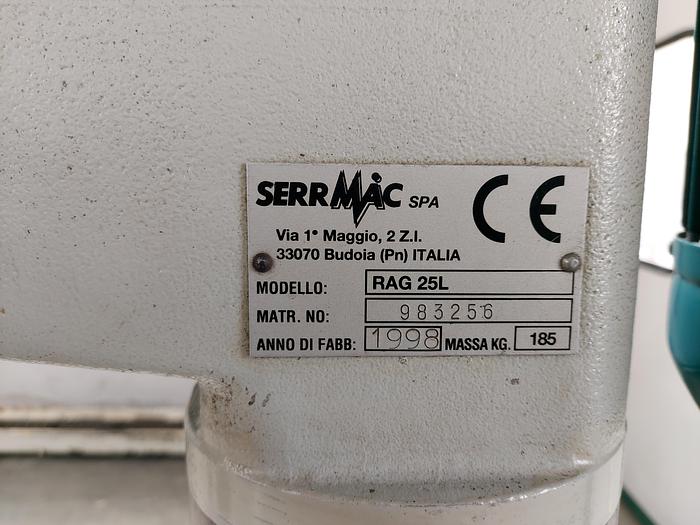 SERRMAC SPA
CE
Via 1° Maggio, 2 Z.I.
33070 Budoia (Pn) ITALIA
MODELLO: RAG 25L
MATR. NO: 983256
ANNO DI FABB: 1998 MASSA KG. 185